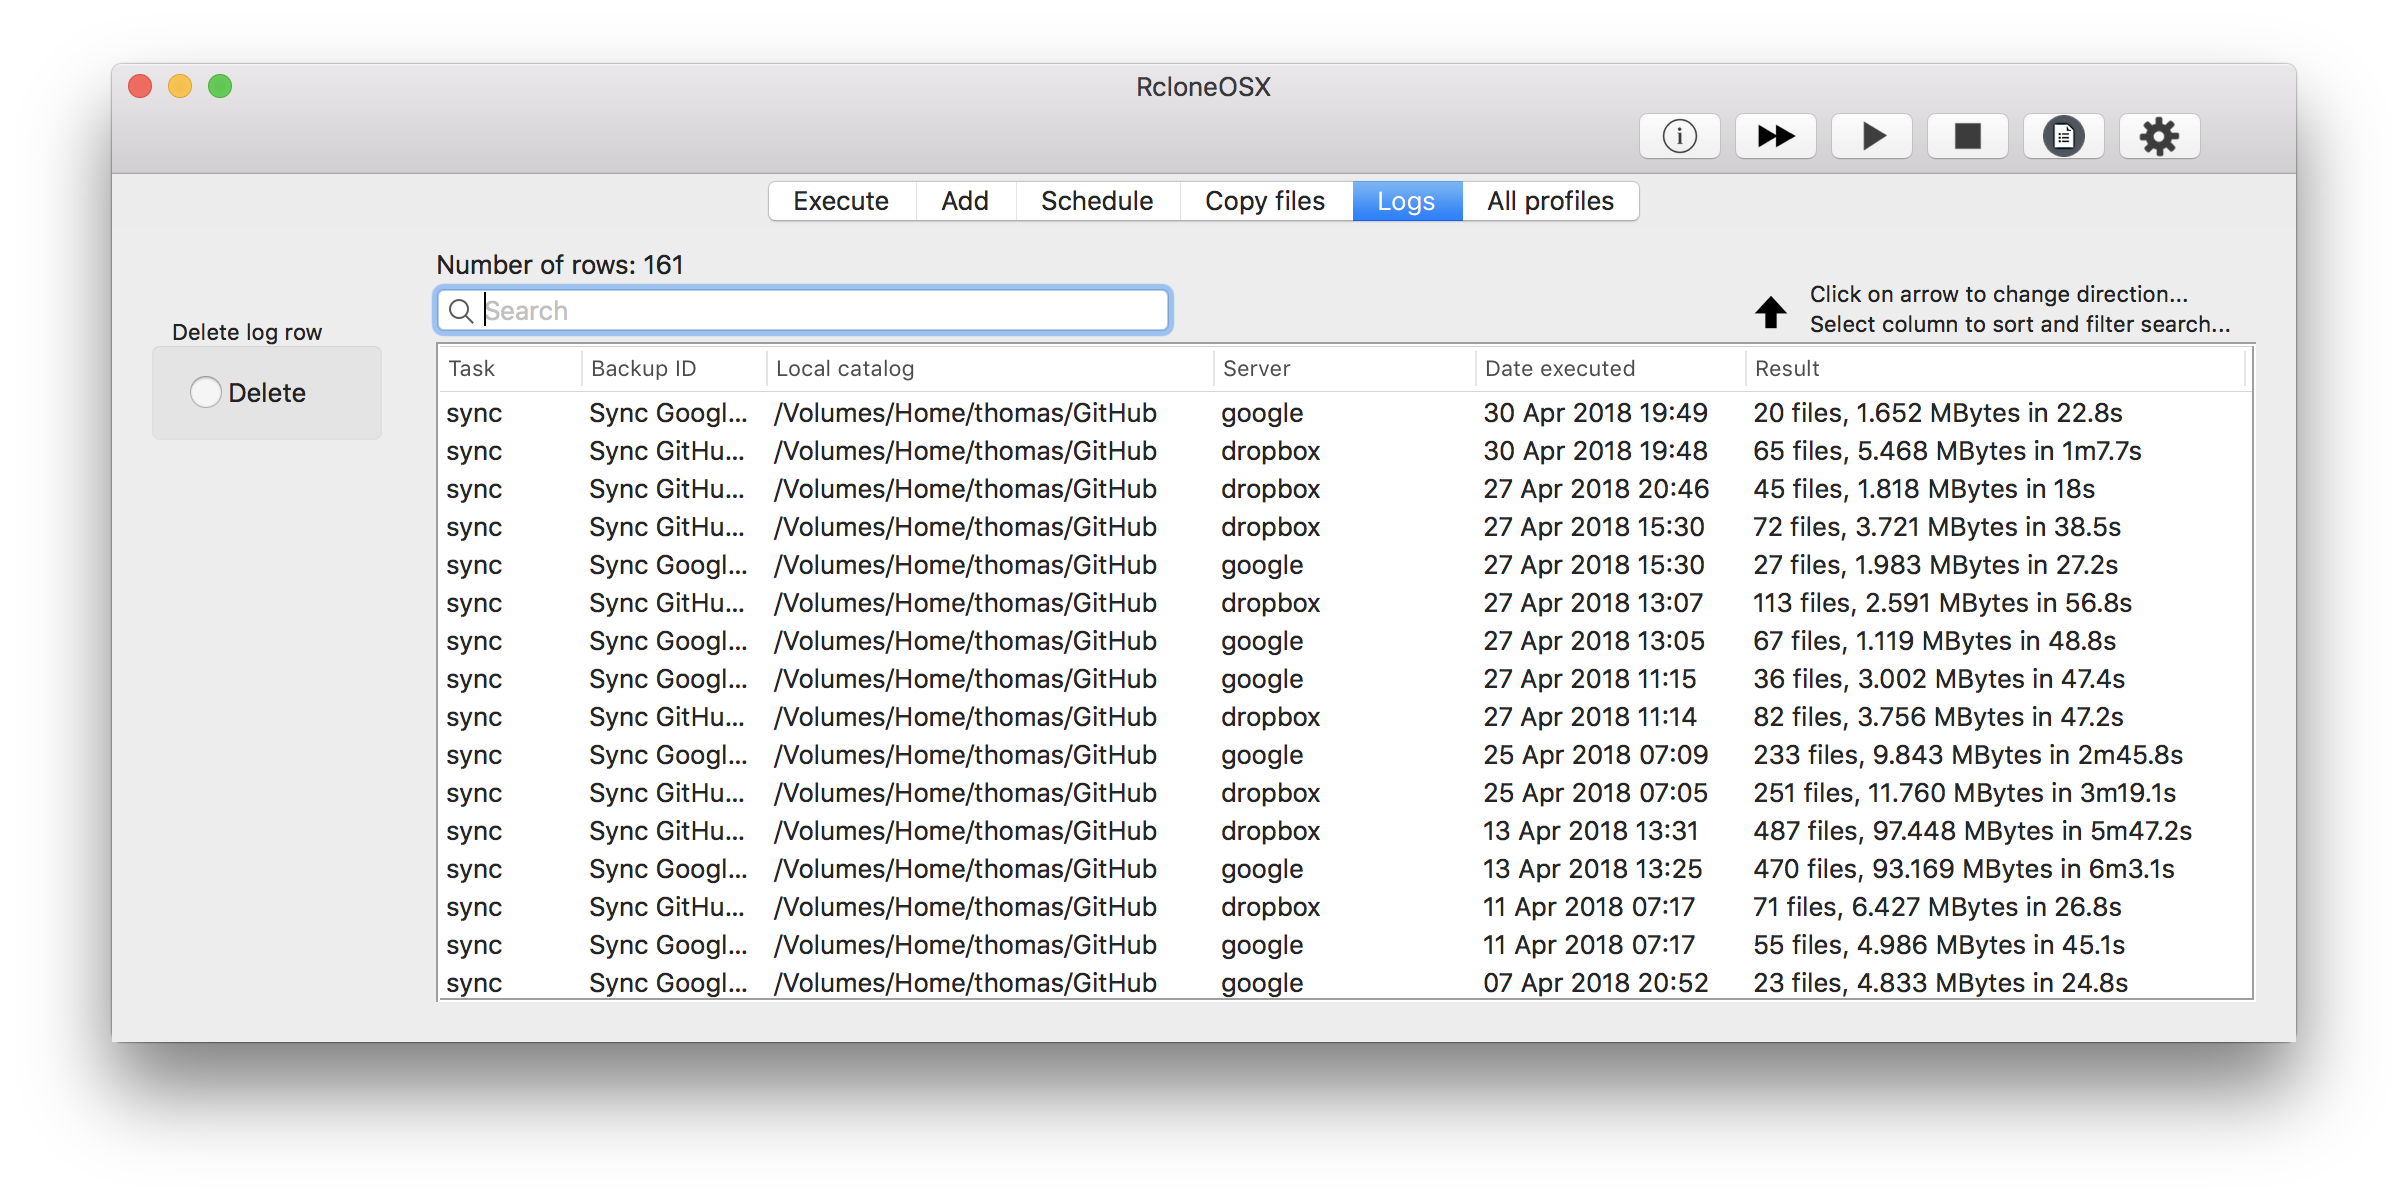 RcloneOSX
Execute Add Schedule Copy files Logs All profiles
Number of rows: 161
Search
Click on arrow to change direction...
Select column to sort and filter search...
Delete log row
Delete
Task Backup ID Local catalog Server Date executed Result
sync Sync Googl... /Volumes/Home/thomas/GitHub google 30 Apr 2018 19:49 20 files, 1.652 MBytes in 22.8s
sync Sync GitHu... /Volumes/Home/thomas/GitHub dropbox 30 Apr 2018 19:48 65 files, 5.468 MBytes in 1m7.7s
sync Sync GitHu... /Volumes/Home/thomas/GitHub dropbox 27 Apr 2018 20:46 45 files, 1.818 MBytes in 18s
sync Sync GitHu... /Volumes/Home/thomas/GitHub dropbox 27 Apr 2018 15:30 72 files, 3.721 MBytes in 38.5s
sync Sync Googl... /Volumes/Home/thomas/GitHub google 27 Apr 2018 15:30 27 files, 1.983 MBytes in 27.2s
sync Sync GitHu... /Volumes/Home/thomas/GitHub dropbox 27 Apr 2018 13:07 113 files, 2.591 MBytes in 56.8s
sync Sync Googl... /Volumes/Home/thomas/GitHub google 27 Apr 2018 13:05 67 files, 1.119 MBytes in 48.8s
sync Sync Googl... /Volumes/Home/thomas/GitHub google 27 Apr 2018 11:15 36 files, 3.002 MBytes in 47.4s
sync Sync GitHu... /Volumes/Home/thomas/GitHub dropbox 27 Apr 2018 11:14 82 files, 3.756 MBytes in 47.2s
sync Sync Googl... /Volumes/Home/thomas/GitHub google 25 Apr 2018 07:09 233 files, 9.843 MBytes in 2m45.8s
sync Sync GitHu... /Volumes/Home/thomas/GitHub dropbox 25 Apr 2018 07:05 251 files, 11.760 MBytes in 3m19.1s
sync Sync GitHu... /Volumes/Home/thomas/GitHub dropbox 13 Apr 2018 13:31 487 files, 97.448 MBytes in 5m47.2s
sync Sync Googl... /Volumes/Home/thomas/GitHub google 13 Apr 2018 13:25 470 files, 93.169 MBytes in 6m3.1s
sync Sync GitHu... /Volumes/Home/thomas/GitHub dropbox 11 Apr 2018 07:17 71 files, 6.427 MBytes in 26.8s
sync Sync Googl... /Volumes/Home/thomas/GitHub google 11 Apr 2018 07:17 55 files, 4.986 MBytes in 45.1s
sync Sync Googl... /Volumes/Home/thomas/GitHub google 07 Apr 2018 20:52 23 files, 4.833 MBytes in 24.8s